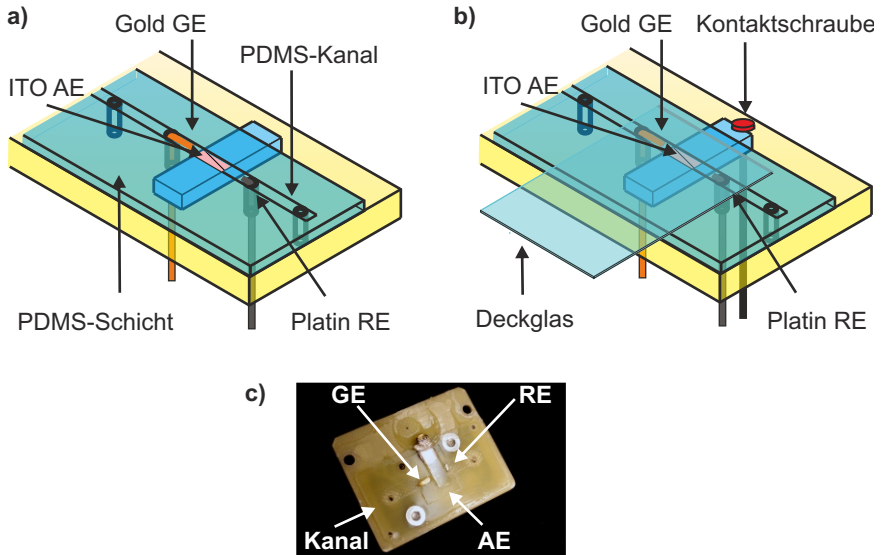 a)
Gold GE
PDMS-Kanal
ITO AE
PDMS-Schicht
Platin RE
b)
Gold GE
Kontaktschraube
ITO AE
Deckglas
Platin RE
c)
GE
RE
Kanal
AE